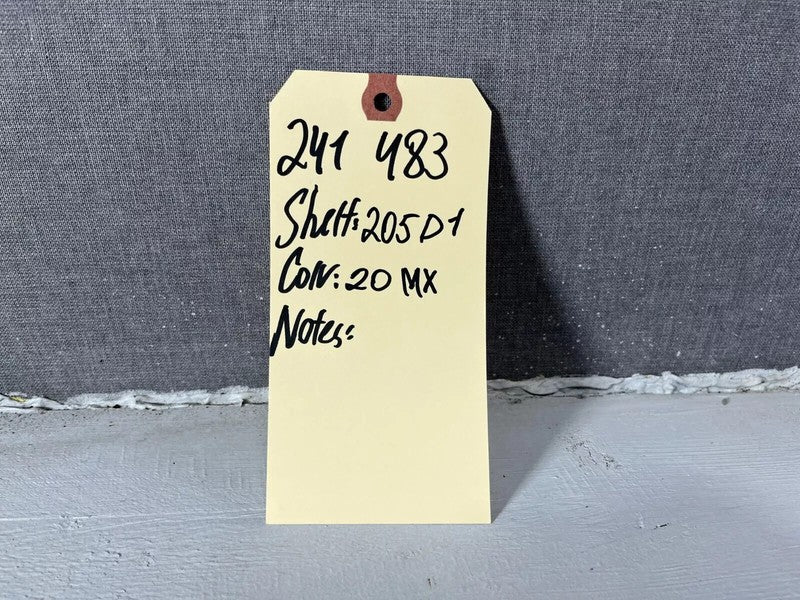 241 483
Shelf: 205 D1
Con: 20 MX
Notes: